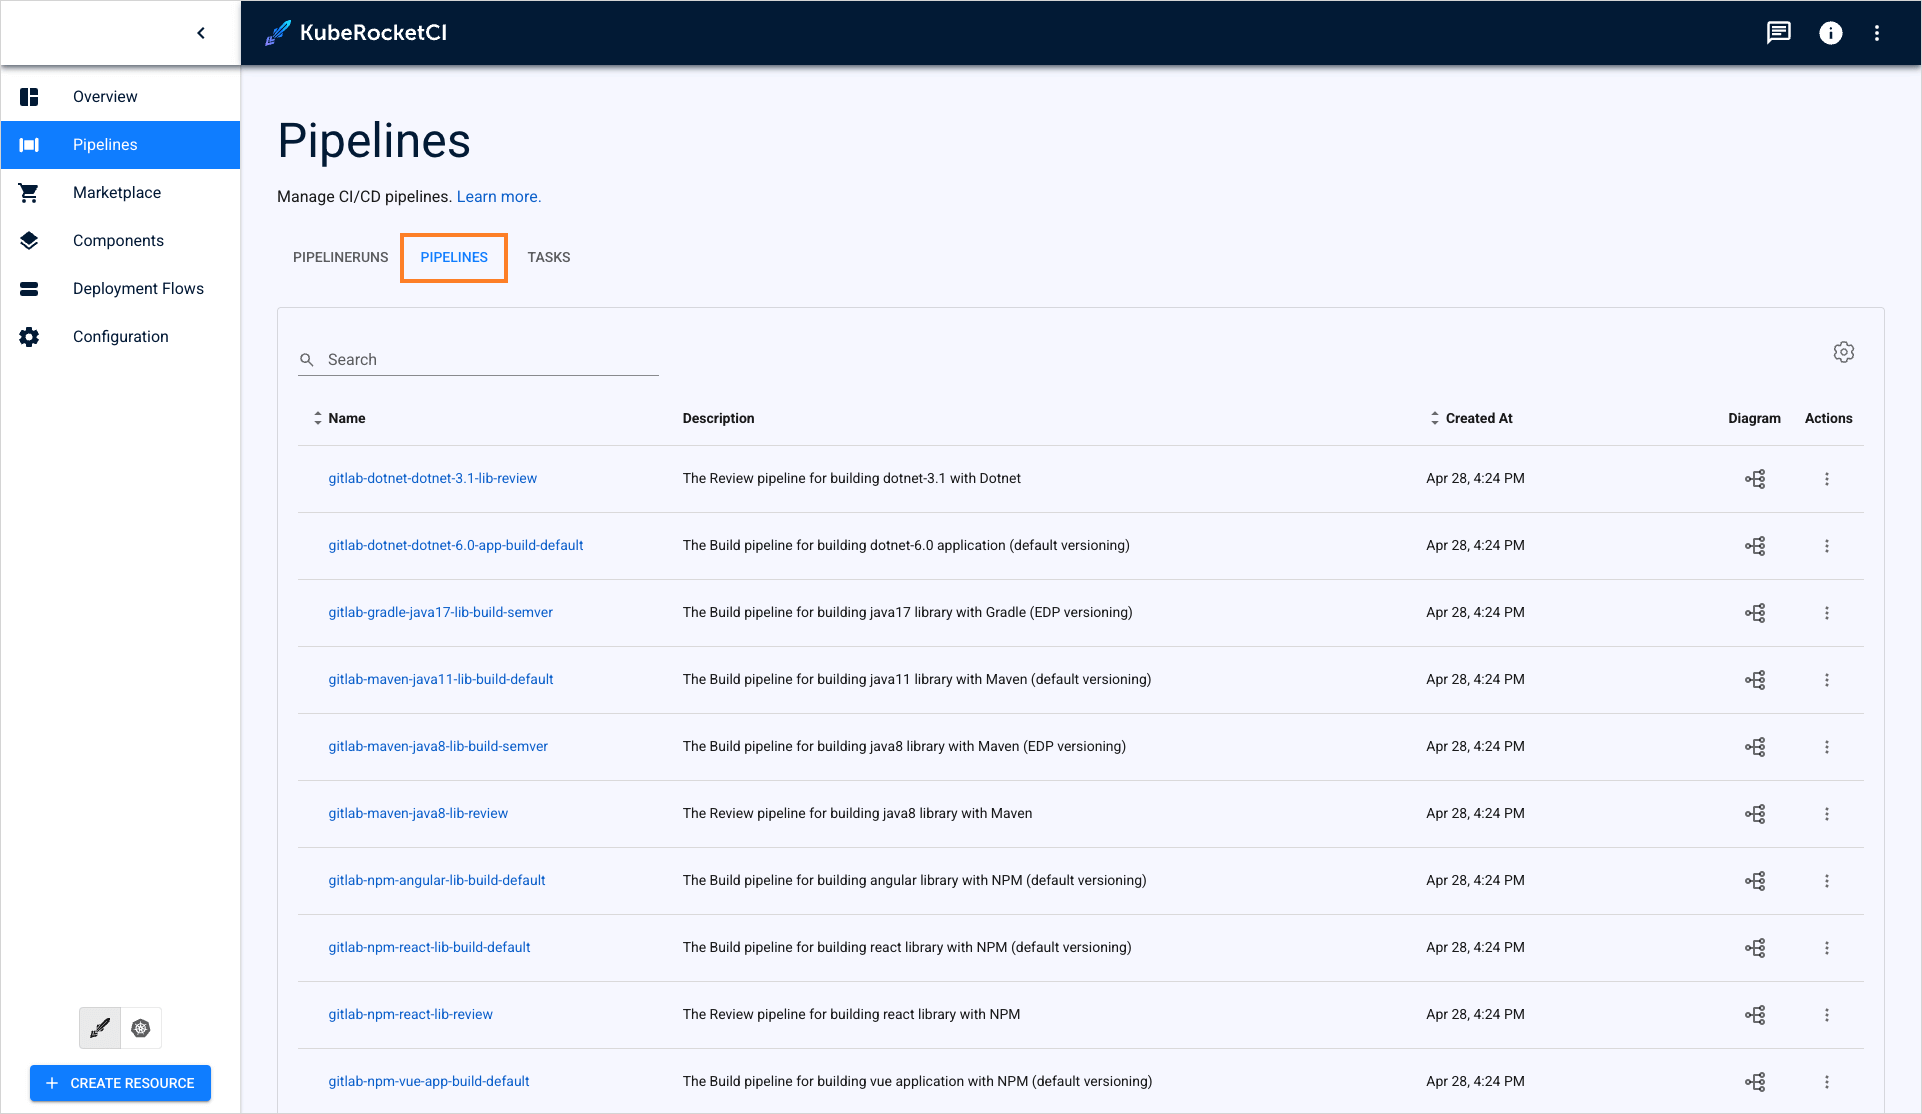 KubeRocketCI
Overview
Pipelines
Marketplace
Components
Deployment Flows
Configuration
CREATE RESOURCE
Pipelines
Manage CI/CD pipelines. Learn more.
PIPELINERUNS PIPELINES TASKS
Search
Name Description Created At Diagram Actions
gitlab-dotnet-dotnet-3.1-lib-review The Review pipeline for building dotnet-3.1 with Dotnet Apr 28, 4:24 PM
gitlab-dotnet-dotnet-6.0-app-build-default The Build pipeline for building dotnet-6.0 application (default versioning) Apr 28, 4:24 PM
gitlab-gradle-java17-lib-build-semver The Build pipeline for building java17 library with Gradle (EDP versioning) Apr 28, 4:24 PM
gitlab-maven-java11-lib-build-default The Build pipeline for building java11 library with Maven (default versioning) Apr 28, 4:24 PM
gitlab-maven-java8-lib-build-semver The Build pipeline for building java8 library with Maven (EDP versioning) Apr 28, 4:24 PM
gitlab-maven-java8-lib-review The Review pipeline for building java8 library with Maven Apr 28, 4:24 PM
gitlab-npm-angular-lib-build-default The Build pipeline for building angular library with NPM (default versioning) Apr 28, 4:24 PM
gitlab-npm-react-lib-build-default The Build pipeline for building react library with NPM (default versioning) Apr 28, 4:24 PM
gitlab-npm-react-lib-review The Review pipeline for building react library with NPM Apr 28, 4:24 PM
gitlab-npm-vue-app-build-default The Build pipeline for building vue application with NPM (default versioning) Apr 28, 4:24 PM